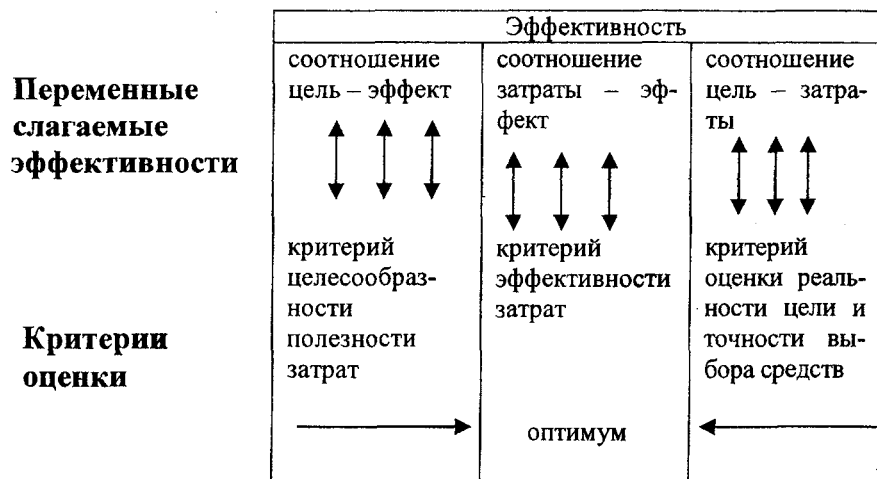 Эффективность
Переменные
слагаемые
эффективности
соотношение
цель – эффект
соотношение
затраты – эф-
фект
соотношение
цель – затра-
ты
Критерии
оценки
критерий
целесообраз-
ности
полезности
затрат
критерий
эффективности
затрат
критерий
оценки реаль-
ности цели и
точности вы-
бора средств
оптимум